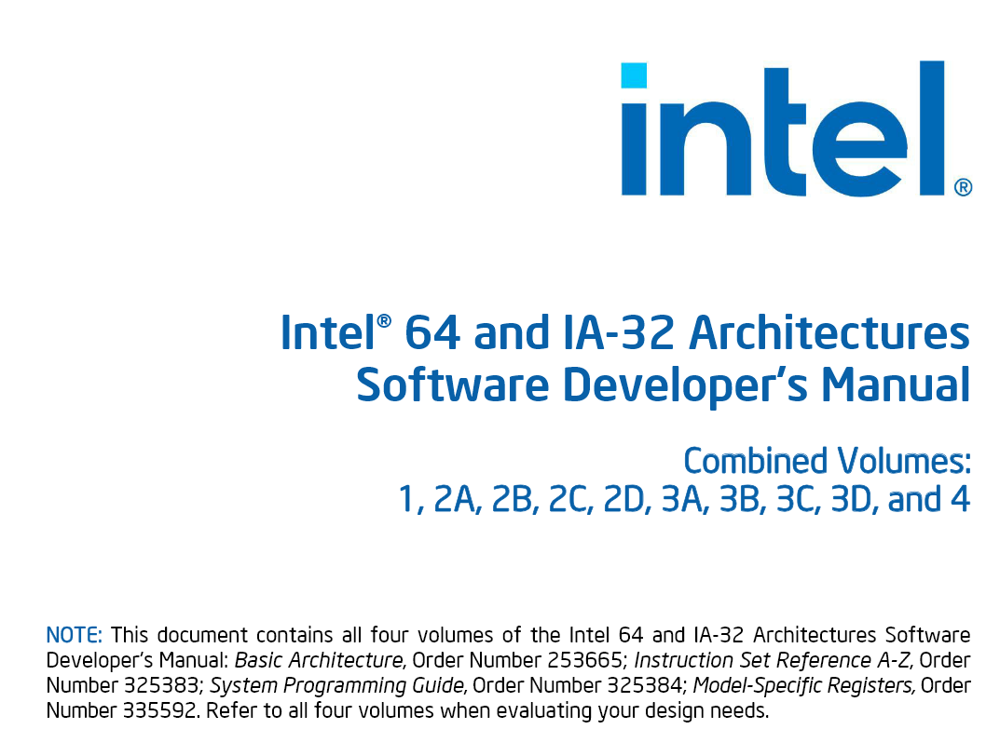 intel®
Intel® 64 and IA-32 Architectures
Software Developer’s Manual
Combined Volumes:
1, 2A, 2B, 2C, 2D, 3A, 3B, 3C, 3D, and 4
NOTE: This document contains all four volumes of the Intel 64 and IA-32 Architectures Software
Developer's Manual: Basic Architecture, Order Number 253665; Instruction Set Reference A-Z, Order
Number 325383; System Programming Guide, Order Number 325384; Model-Specific Registers, Order
Number 335592. Refer to all four volumes when evaluating your design needs.